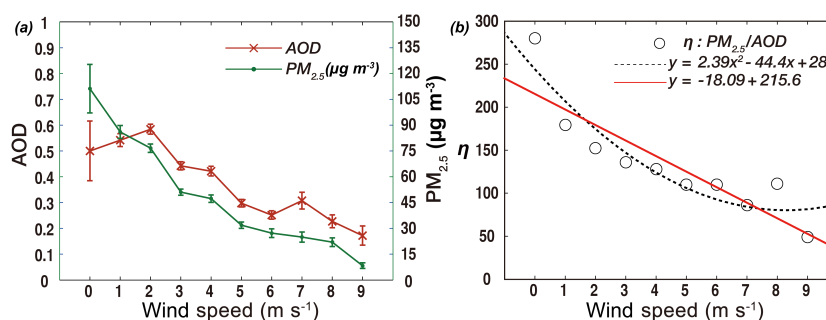 (a)
AOD
PM2.5(µg m-3)
1
0.9
0.8
0.7
0.6
0.5
0.4
0.3
0.2
0.1
0
AOD
150
135
120
105
90
75
60
45
30
15
0
PM2.5 (µg m-3)
0 1 2 3 4 5 6 7 8 9
Wind speed (m s-1)
(b)
η : PM2.5/AOD
y = 2.39x2 - 44.4x + 28
y = -18.09 + 215.6
300
250
200
150
100
50
0
η
0 1 2 3 4 5 6 7 8 9
Wind speed (m s-1)